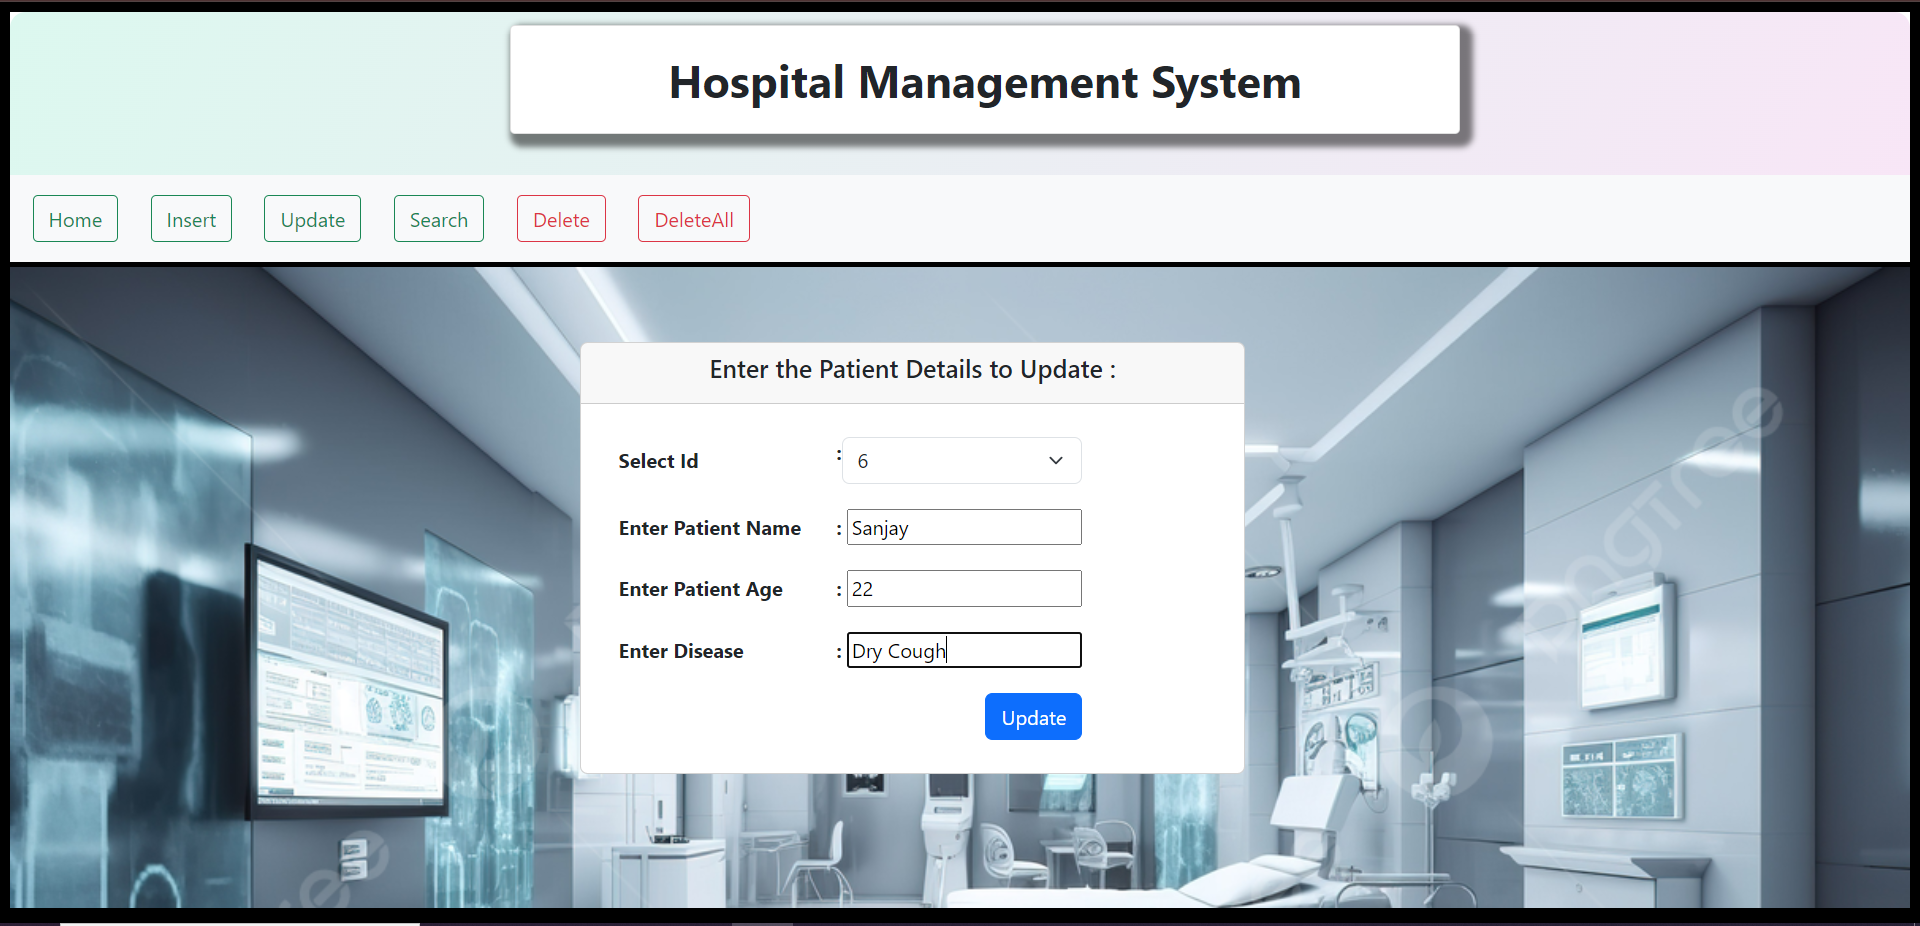 Hospital Management System
Home Insert Update Search Delete DeleteAll
Enter the Patient Details to Update :
Select Id : 6
Enter Patient Name : Sanjay
Enter Patient Age : 22
Enter Disease : Dry Cough
Update
pngtree